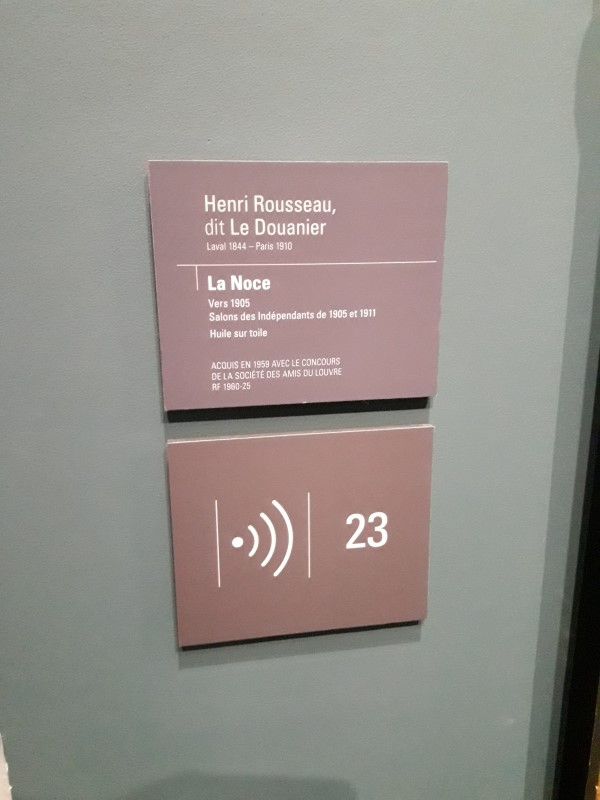 Henri Rousseau,
dit Le Douanier
Laval 1844 – Paris 1910
La Noce
Vers 1905
Salons des Indépendants de 1905 et 1911
Huile sur toile
ACQUIS EN 1959 AVEC LE CONCOURS
DE LA SOCIÉTÉ DES AMIS DU LOUVRE
RF 1960-25
23